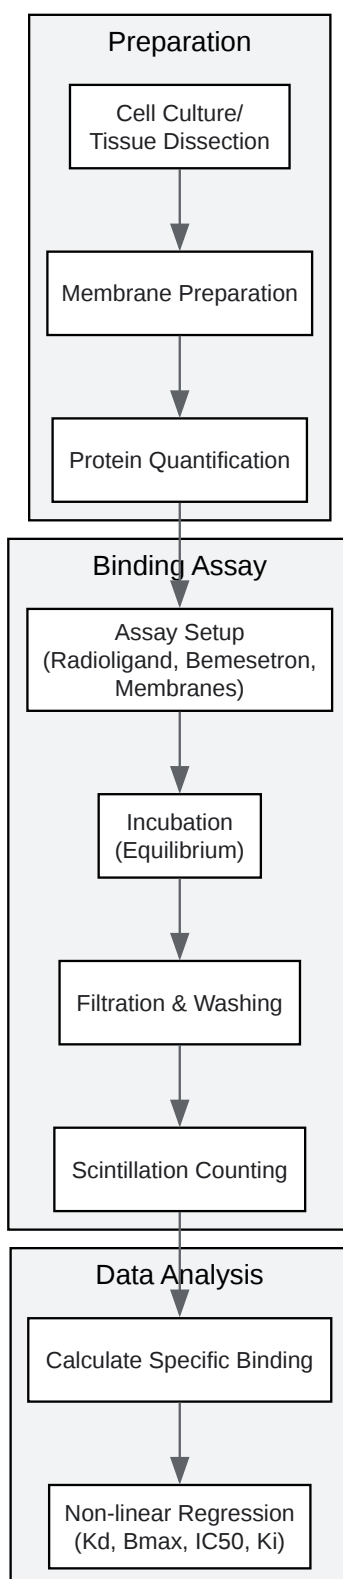 Preparation
Cell Culture/
Tissue Dissection
Membrane Preparation
Protein Quantification
Binding Assay
Assay Setup
(Radioligand, Bemesetron,
Membranes)
Incubation
(Equilibrium)
Filtration & Washing
Scintillation Counting
Data Analysis
Calculate Specific Binding
Non-linear Regression
(Kd, Bmax, IC50, Ki)